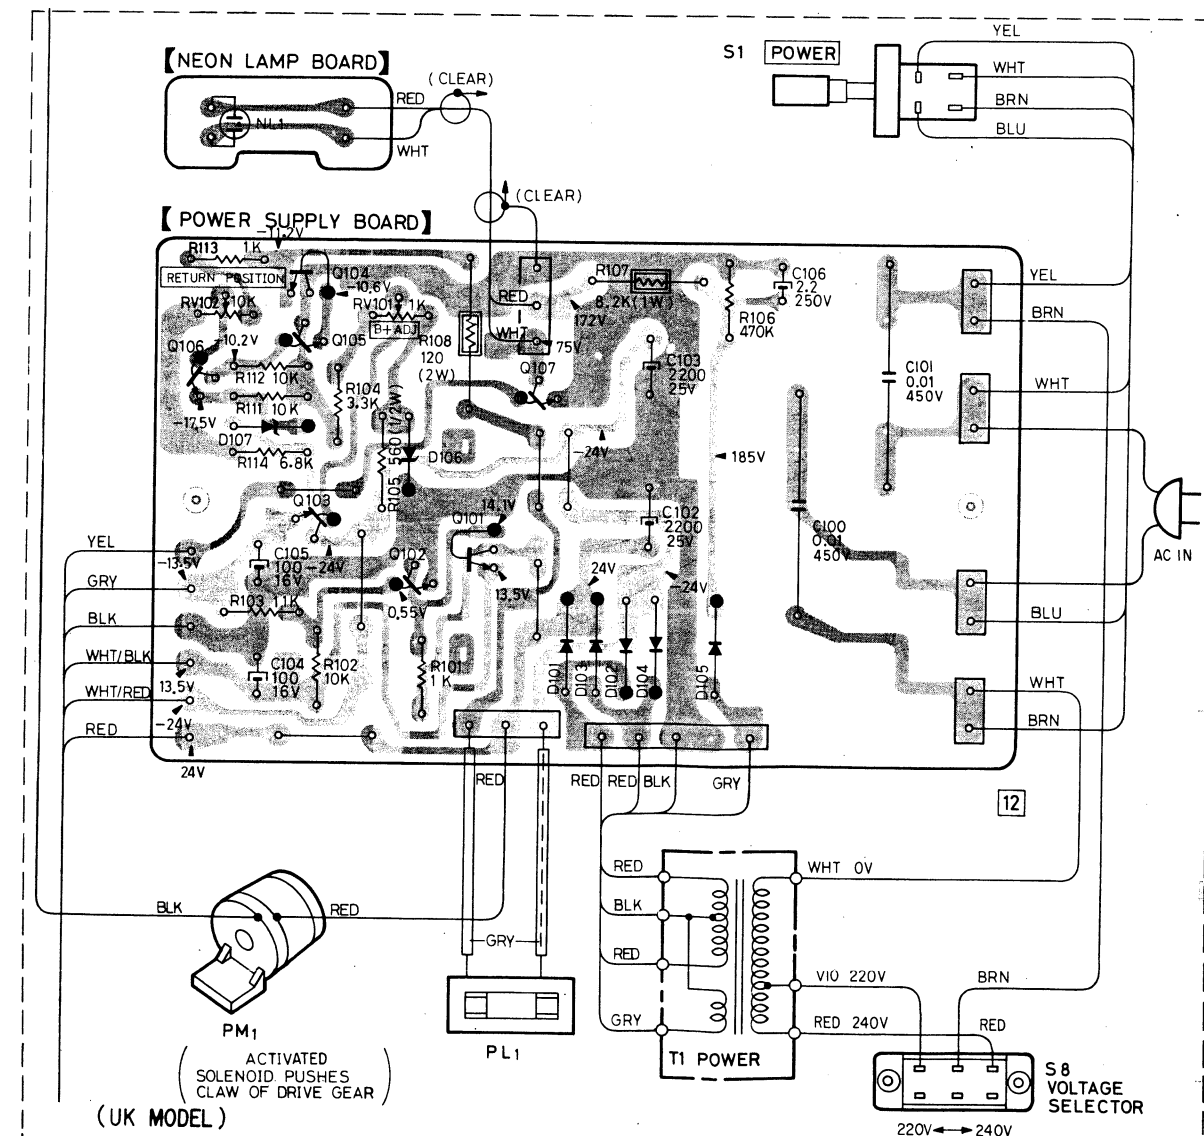 YEL
S1 POWER
【NEON LAMP BOARD】
(CLEAR)
WHT
RED
BRN
NL1
BLU
WHT
(CLEAR)
【POWER SUPPLY BOARD】
-11.2V
R113 1K
RETURN POSITION
Q104
-10.6V
R107
8.2K(1W)
C106
2.2
250V
YEL
RV102 10K
RV101 1K
B+ADJ
RED
172V
R106
470K
BRN
-10.2V
Q105
R108
120
(2W)
WHT
75V
Q106
Q107
C103
2200
25V
C101
0.01
450V
WHT
R112 10K
R104
3.3K
R111 10K
-17.5V
D107
R105 560(1/2W)
D106
-24V
185V
R114 6.8K
Q103
14.1V
Q101
C102
2200
25V
C100
0.01
450V
AC IN
YEL
-13.5V
C105
100
16V
-24V
Q102
GRY
13.5V
24V
-24V
R103 1K
0.55V
BLK
BLU
WHT/BLK
13.5V
C104
100
16V
R102
10K
R101
1K
D101
D103
D102
D104
D105
WHT
WHT/RED
-24V
BRN
RED
24V
RED
RED
RED
BLK
GRY
12
RED
WHT 0V
BLK
RED
BLK
GRY
RED
VIO 220V
BRN
GRY
RED 240V
RED
PM1
PL1
T1 POWER
ACTIVATED
SOLENOID PUSHES
CLAW OF DRIVE GEAR
S8
VOLTAGE
SELECTOR
(UK MODEL)
220V ↔ 240V